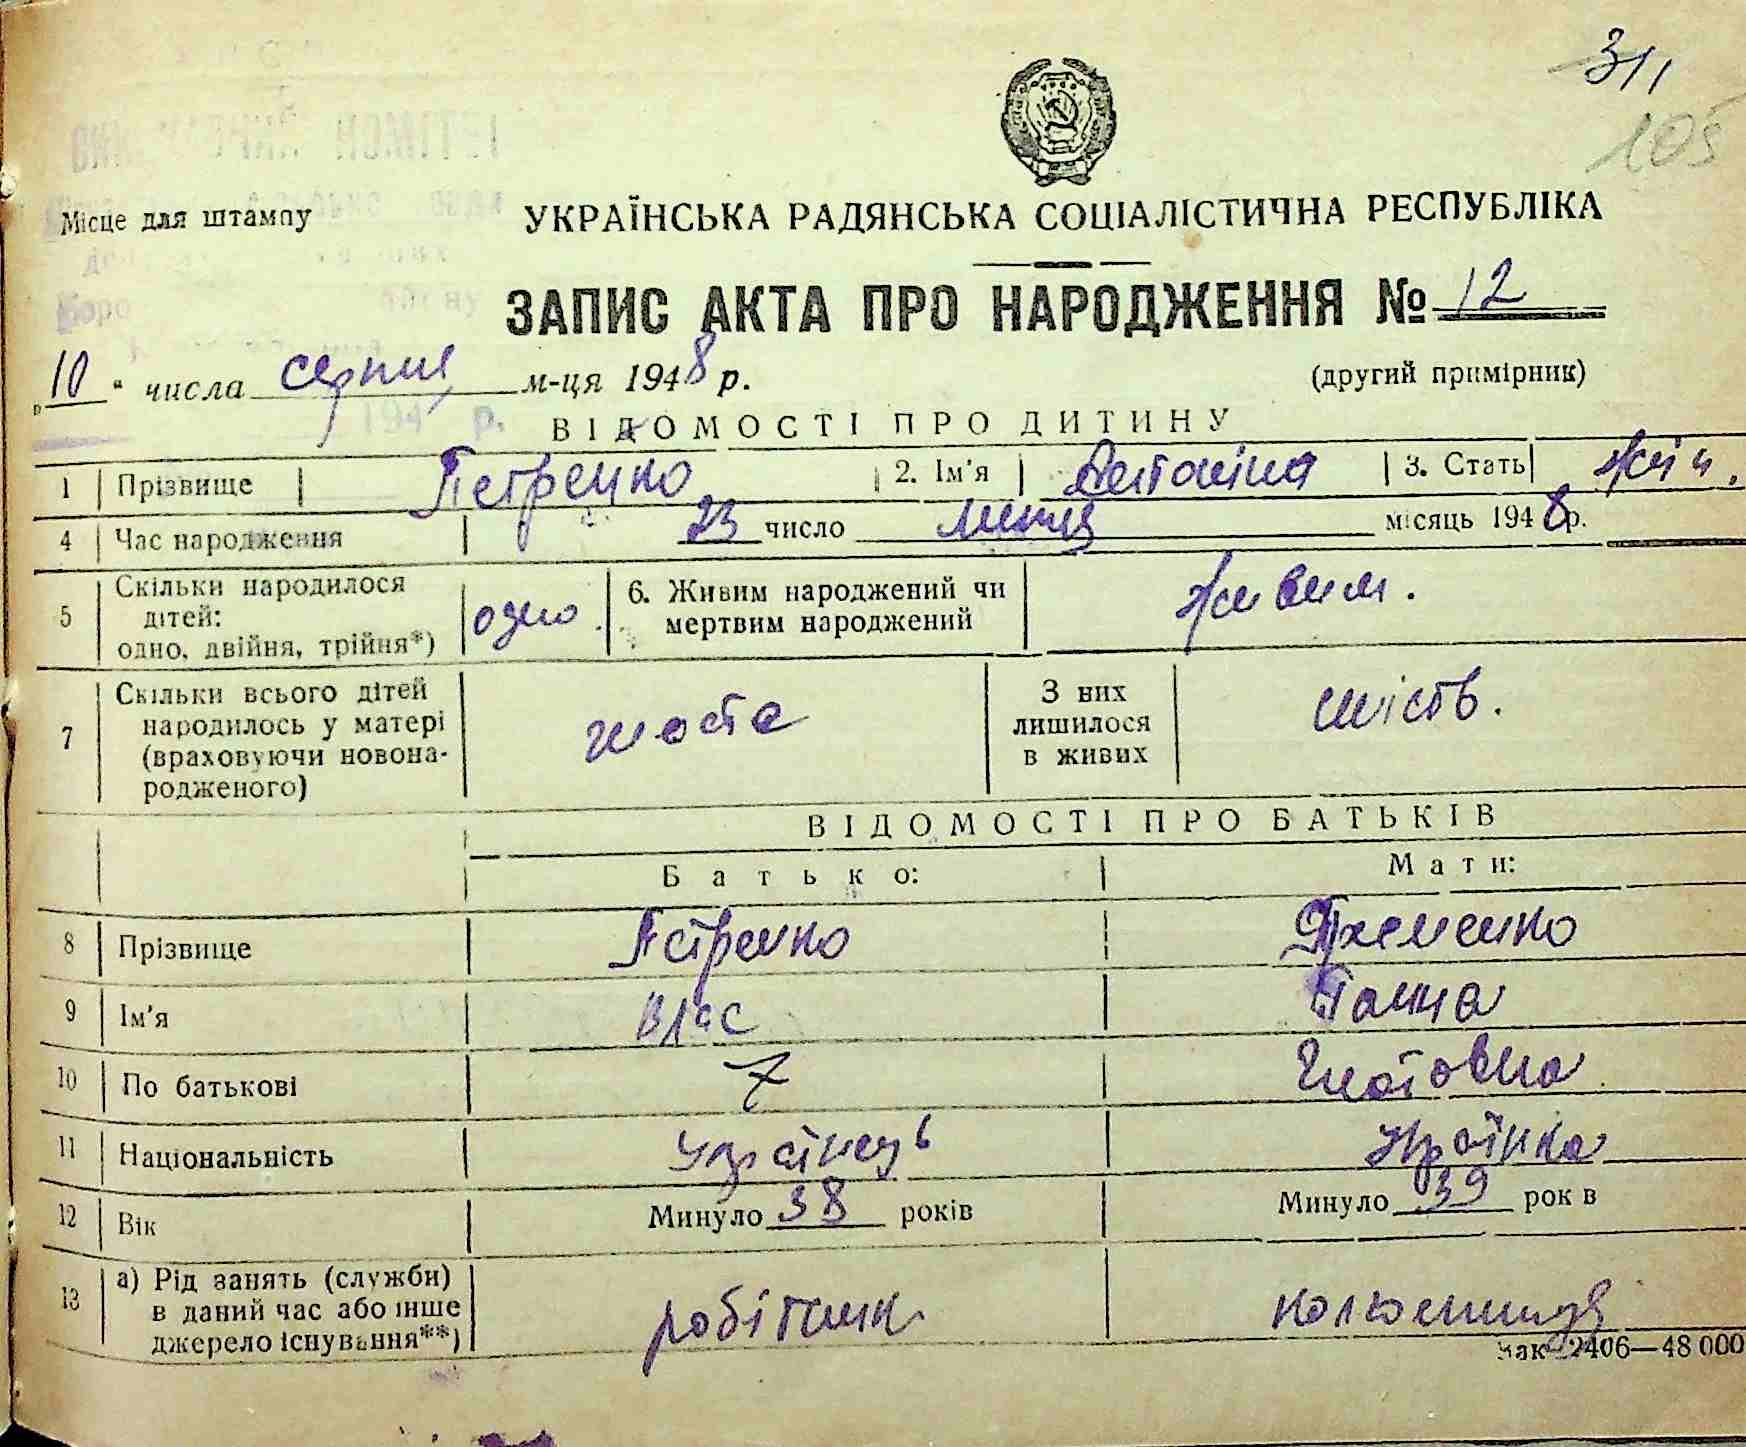 311
105
Місце для штампу
УКРАЇНСЬКА РАДЯНСЬКА СОЦІАЛІСТИЧНА РЕСПУБЛІКА
ЗАПИС АКТА ПРО НАРОДЖЕННЯ № 12
"10" числа серпня м-ця 1948 р.
(другий примірник)
ВІДОМОСТІ ПРО ДИТИНУ
1 Прізвище Петренко 2. Ім'я Антоніна 3. Стать жін.
4 Час народження 23 число липня місяць 1948 р.
5 Скільки народилося дітей: одно, двійня, трійня*) одно. 6. Живим народжений чи мертвим народжений живим.
7 Скільки всього дітей народилось у матері (враховуючи новонародженого) шоста З них лишилося в живих шість.
ВІДОМОСТІ ПРО БАТЬКІВ
Батько: Мати:
8 Прізвище Петренко
9 Ім'я Влас Ганна
10 По батькові
11 Національність українець українка
12 Вік Минуло 38 років Минуло 39 рок в
13 а) Рід занять (служби) в даний час або інше джерело існування**) робітник колгоспниця
Зак 2406—48 000